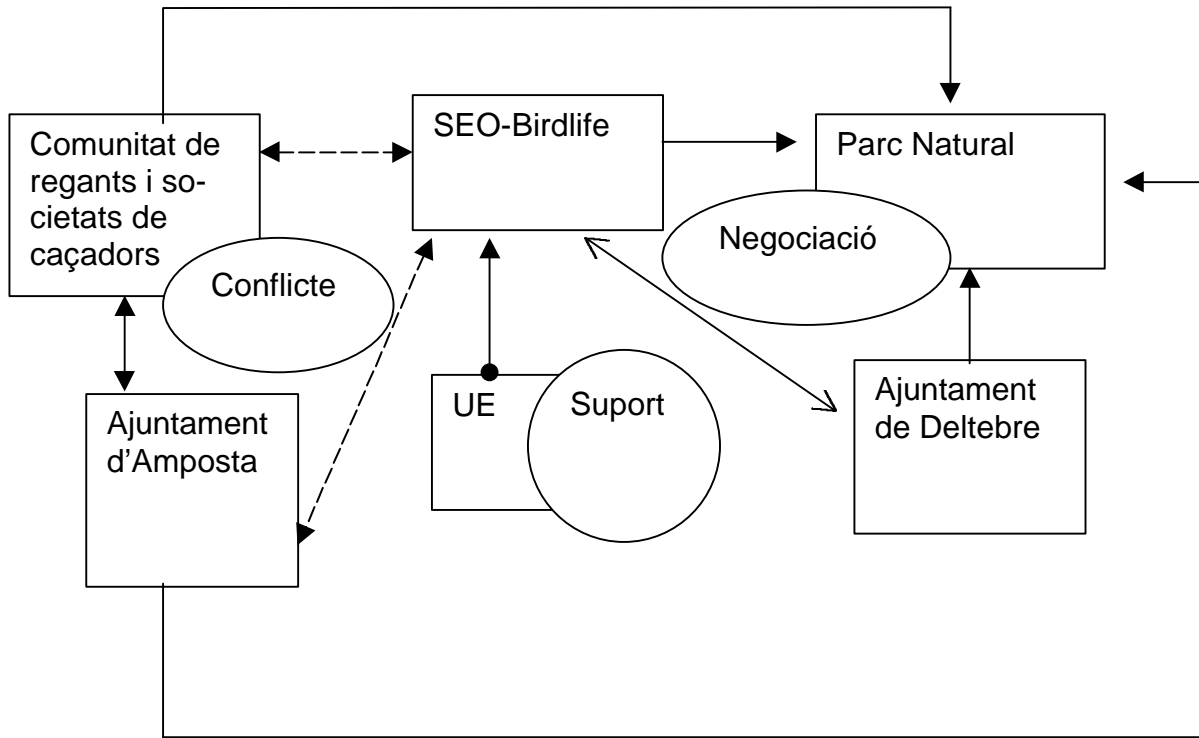 Comunitat de
regants i so-
cietats de
caçadors
SEO-Birdlife
Parc Natural
Conflicte
Negociació
Ajuntament
d’Amposta
UE
Suport
Ajuntament
de Deltebre